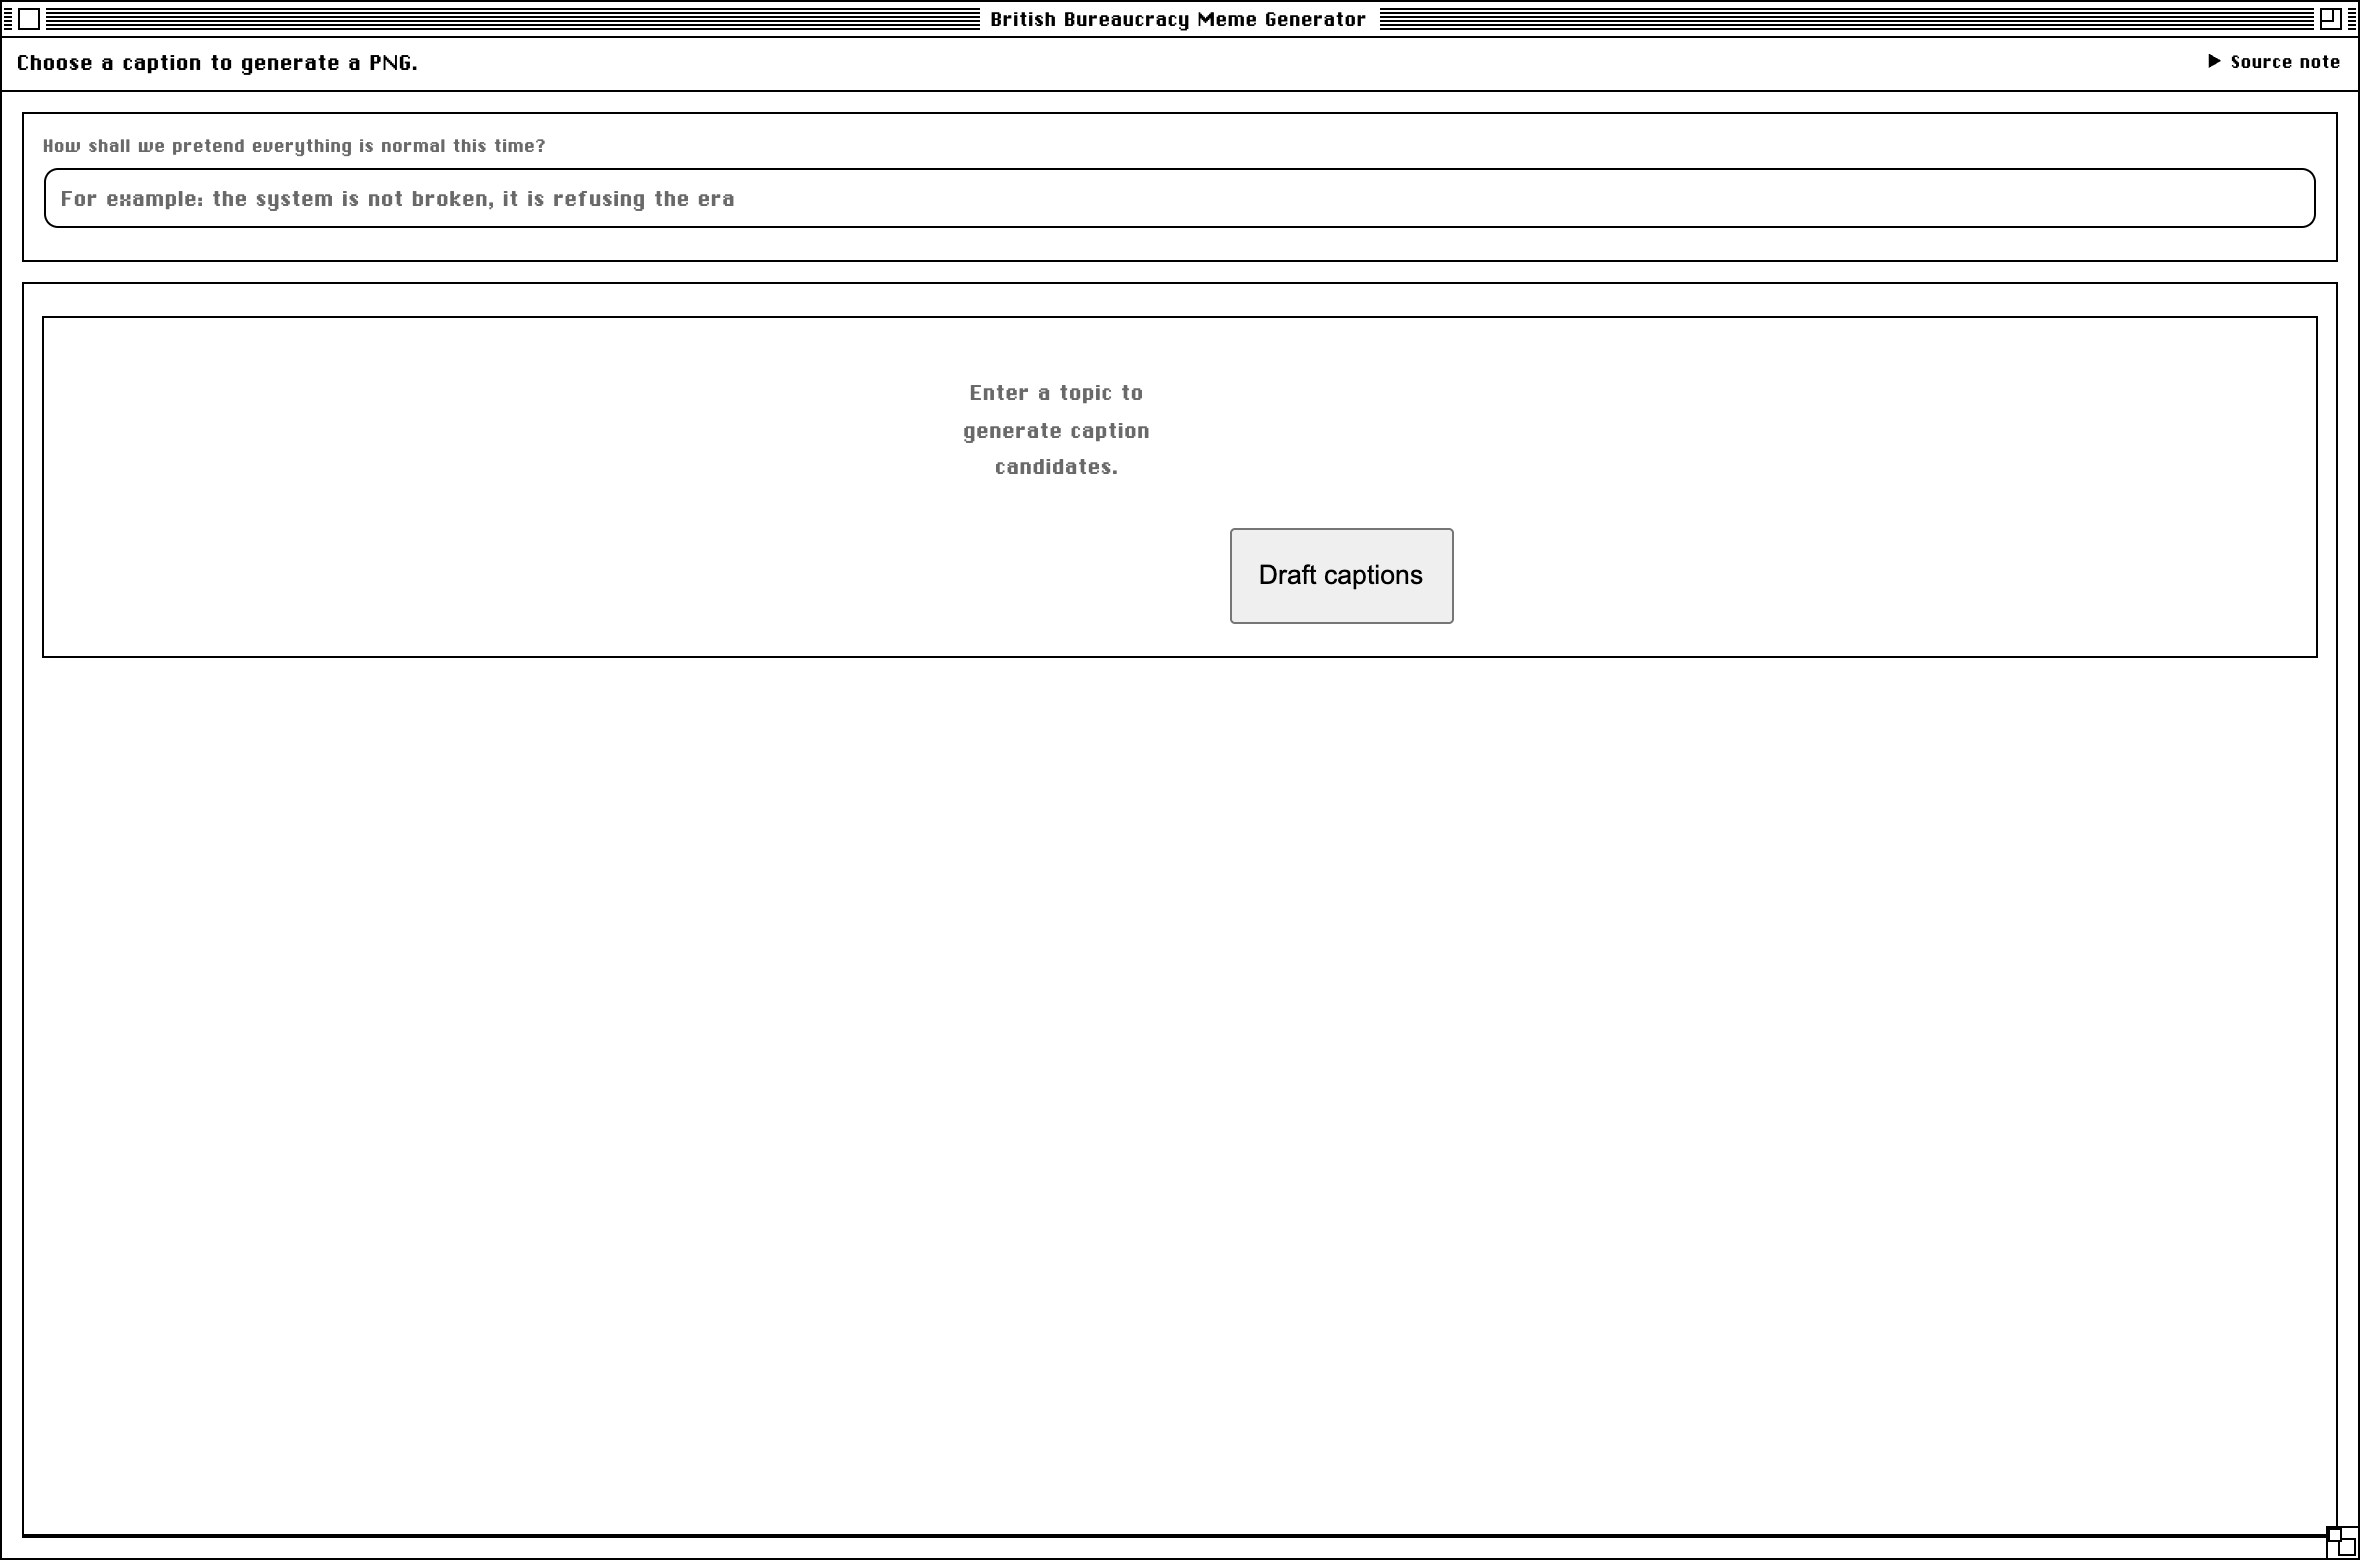 British Bureaucracy Meme Generator
Choose a caption to generate a PNG.
Source note
How shall we pretend everything is normal this time?
For example: the system is not broken, it is refusing the era
Enter a topic to
generate caption
candidates.
Draft captions